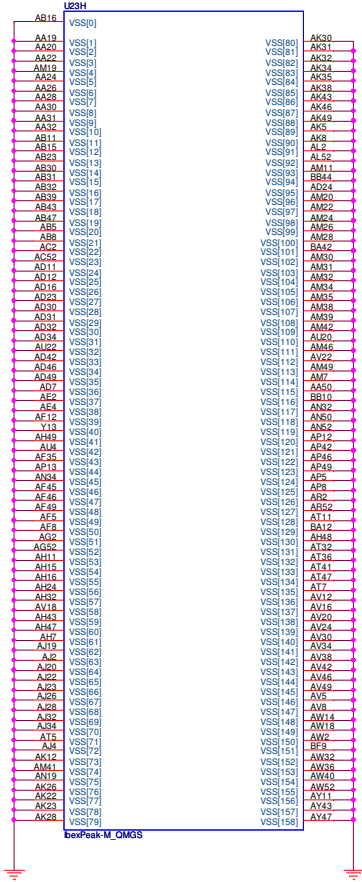 U23H
AB16 VSS[0]
AA19 VSS[1]
AA20 VSS[2]
AA22 VSS[3]
AM19 VSS[4]
AA24 VSS[5]
AA26 VSS[6]
AA28 VSS[7]
AA30 VSS[8]
AA31 VSS[9]
AA32 VSS[10]
AB11 VSS[11]
AB15 VSS[12]
AB23 VSS[13]
AB30 VSS[14]
AB31 VSS[15]
AB32 VSS[16]
AB39 VSS[17]
AB43 VSS[18]
AB47 VSS[19]
AB5 VSS[20]
AB8 VSS[21]
AC2 VSS[22]
AC52 VSS[23]
AD11 VSS[24]
AD12 VSS[25]
AD16 VSS[26]
AD23 VSS[27]
AD30 VSS[28]
AD31 VSS[29]
AD32 VSS[30]
AD34 VSS[31]
AU22 VSS[32]
AD42 VSS[33]
AD46 VSS[34]
AD49 VSS[35]
AD7 VSS[36]
AE2 VSS[37]
AE4 VSS[38]
AF12 VSS[39]
Y13 VSS[40]
AH49 VSS[41]
AU4 VSS[42]
AF35 VSS[43]
AP13 VSS[44]
AN34 VSS[45]
AF45 VSS[46]
AF46 VSS[47]
AF49 VSS[48]
AF5 VSS[49]
AF8 VSS[50]
AG2 VSS[51]
AG52 VSS[52]
AH11 VSS[53]
AH15 VSS[54]
AH16 VSS[55]
AH24 VSS[56]
AH32 VSS[57]
AV18 VSS[58]
AH43 VSS[59]
AH47 VSS[60]
AH7 VSS[61]
AJ19 VSS[62]
AJ2 VSS[63]
AJ20 VSS[64]
AJ22 VSS[65]
AJ23 VSS[66]
AJ26 VSS[67]
AJ28 VSS[68]
AJ32 VSS[69]
AJ34 VSS[70]
AT5 VSS[71]
AJ4 VSS[72]
AK12 VSS[73]
AM41 VSS[74]
AN19 VSS[75]
AK26 VSS[76]
AK22 VSS[77]
AK23 VSS[78]
AK28 VSS[79]
VSS[80] AK30
VSS[81] AK31
VSS[82] AK32
VSS[83] AK34
VSS[84] AK35
VSS[85] AK38
VSS[86] AK43
VSS[87] AK46
VSS[88] AK49
VSS[89] AK5
VSS[90] AK8
VSS[91] AL2
VSS[92] AL52
VSS[93] AM11
VSS[94] BB44
VSS[95] AD24
VSS[96] AM20
VSS[97] AM22
VSS[98] AM24
VSS[99] AM26
VSS[100] AM28
VSS[101] BA42
VSS[102] AM30
VSS[103] AM31
VSS[104] AM32
VSS[105] AM34
VSS[106] AM35
VSS[107] AM38
VSS[108] AM39
VSS[109] AM42
VSS[110] AU20
VSS[111] AM46
VSS[112] AV22
VSS[113] AM49
VSS[114] AM7
VSS[115] AA50
VSS[116] BB10
VSS[117] AN32
VSS[118] AN50
VSS[119] AN52
VSS[120] AP12
VSS[121] AP42
VSS[122] AP46
VSS[123] AP49
VSS[124] AP5
VSS[125] AP8
VSS[126] AR2
VSS[127] AR52
VSS[128] AT11
VSS[129] BA12
VSS[130] AH48
VSS[131] AT32
VSS[132] AT36
VSS[133] AT41
VSS[134] AT47
VSS[135] AT7
VSS[136] AV12
VSS[137] AV16
VSS[138] AV20
VSS[139] AV24
VSS[140] AV30
VSS[141] AV34
VSS[142] AV38
VSS[143] AV42
VSS[144] AV46
VSS[145] AV49
VSS[146] AV5
VSS[147] AV8
VSS[148] AW14
VSS[149] AW18
VSS[150] AW2
VSS[151] BF9
VSS[152] AW32
VSS[153] AW36
VSS[154] AW40
VSS[155] AW52
VSS[156] AY11
VSS[157] AY43
VSS[158] AY47
IbexPeak-M_QMGS